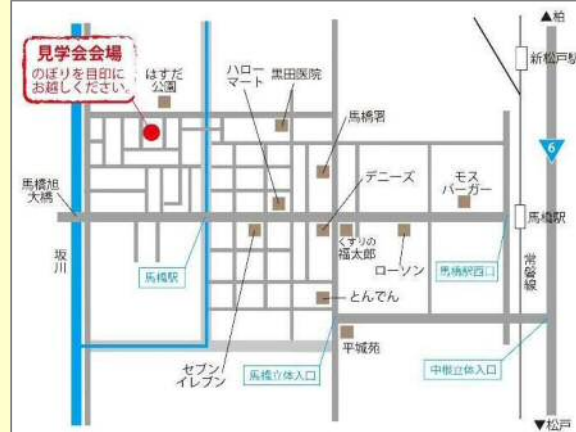 見学会会場
のぼりを目印に
お越しください。
はすだ
公園
ハロー
マート
黒田医院
馬橋署
デニーズ
モス
バーガー
▲柏
新松戸駅
6
馬橋旭
大橋
坂川
馬橋駅
くすりの
福太郎
ローソン
馬橋駅西口
馬橋駅
常磐線
とんでん
セブン
イレブン
馬橋立体入口
平城苑
中根立体入口
▼松戸